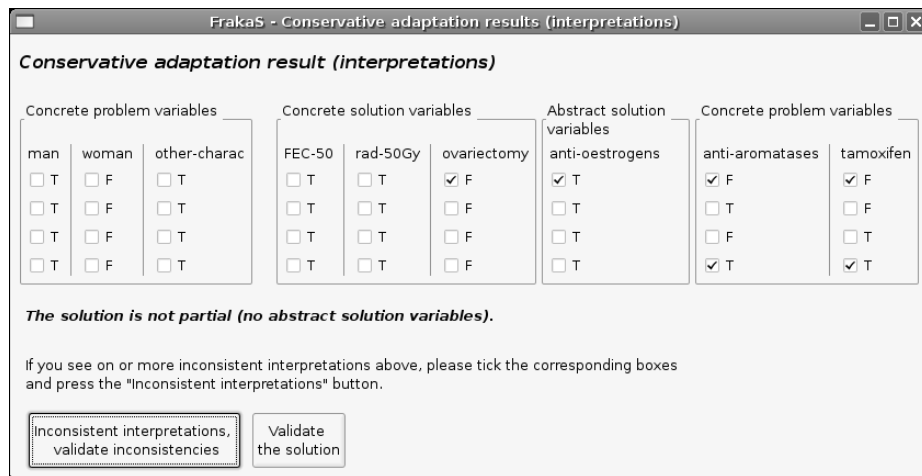 FrakaS - Conservative adaptation results (interpretations)
Conservative adaptation result (interpretations)
Concrete problem variables
Concrete solution variables
Abstract solution
variables
Concrete problem variables
man woman other-charac FEC-50 rad-50Gy ovariectomy anti-oestrogens anti-aromatases tamoxifen
T F T T T F T F F
T F T T T F T T F
T F T T T F T F T
T F T T T F T T T
The solution is not partial (no abstract solution variables).
If you see on or more inconsistent interpretations above, please tick the corresponding boxes
and press the "Inconsistent interpretations" button.
Inconsistent interpretations,
validate inconsistencies
Validate
the solution